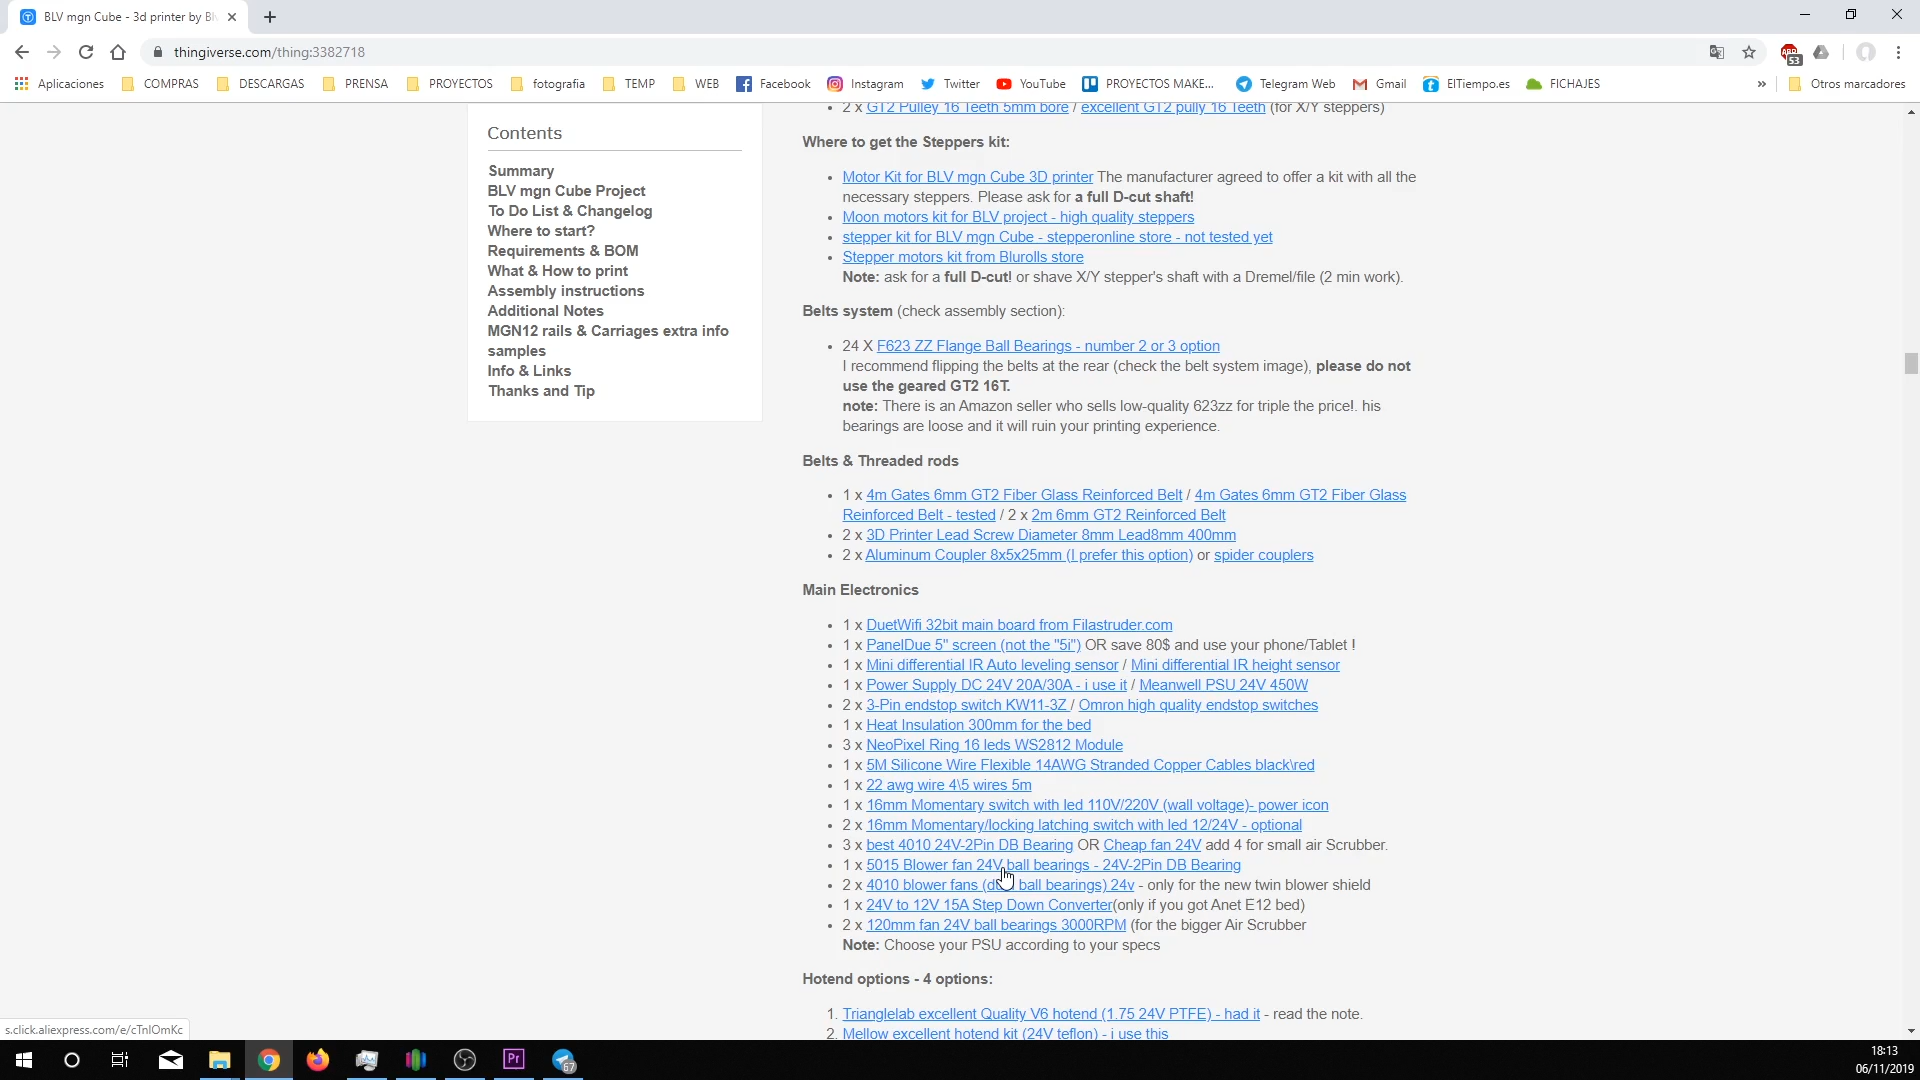 BLV mgn Cube - 3d printer by
thingiverse.com/thing:3382718
53
Aplicaciones COMPRAS DESCARGAS PRENSA PROYECTOS fotografia TEMP WEB Facebook Instagram Twitter YouTube PROYECTOS MAKE... Telegram Web Gmail ElTiempo.es FICHAJES » Otros marcadores
Contents
Summary
BLV mgn Cube Project
To Do List & Changelog
Where to start?
Requirements & BOM
What & How to print
Assembly instructions
Additional Notes
MGN12 rails & Carriages extra info
samples
Info & Links
Thanks and Tip
• 2 x GT2 Pulley 16 Teeth 5mm bore / excellent GT2 pully 16 Teeth (for X/Y steppers)
Where to get the Steppers kit:
• Motor Kit for BLV mgn Cube 3D printer The manufacturer agreed to offer a kit with all the
necessary steppers. Please ask for a full D-cut shaft!
• Moon motors kit for BLV project - high quality steppers
• stepper kit for BLV mgn Cube - stepperonline store - not tested yet
• Stepper motors kit from Blurolls store
Note: ask for a full D-cut! or shave X/Y stepper's shaft with a Dremel/file (2 min work).
Belts system (check assembly section):
• 24 X F623 ZZ Flange Ball Bearings - number 2 or 3 option
I recommend flipping the belts at the rear (check the belt system image), please do not
use the geared GT2 16T.
note: There is an Amazon seller who sells low-quality 623zz for triple the price!. his
bearings are loose and it will ruin your printing experience.
Belts & Threaded rods
• 1 x 4m Gates 6mm GT2 Fiber Glass Reinforced Belt / 4m Gates 6mm GT2 Fiber Glass
Reinforced Belt - tested / 2 x 2m 6mm GT2 Reinforced Belt
• 2 x 3D Printer Lead Screw Diameter 8mm Lead8mm 400mm
• 2 x Aluminum Coupler 8x5x25mm (I prefer this option) or spider couplers
Main Electronics
• 1 x DuetWifi 32bit main board from Filastruder.com
• 1 x PanelDue 5" screen (not the "5i") OR save 80$ and use your phone/Tablet !
• 1 x Mini differential IR Auto leveling sensor / Mini differential IR height sensor
• 1 x Power Supply DC 24V 20A/30A - i use it / Meanwell PSU 24V 450W
• 2 x 3-Pin endstop switch KW11-3Z / Omron high quality endstop switches
• 1 x Heat Insulation 300mm for the bed
• 3 x NeoPixel Ring 16 leds WS2812 Module
• 1 x 5M Silicone Wire Flexible 14AWG Stranded Copper Cables black\red
• 1 x 22 awg wire 4\5 wires 5m
• 1 x 16mm Momentary switch with led 110V/220V (wall voltage)- power icon
• 2 x 16mm Momentary/locking latching switch with led 12/24V - optional
• 3 x best 4010 24V-2Pin DB Bearing OR Cheap fan 24V add 4 for small air Scrubber.
• 1 x 5015 Blower fan 24V ball bearings - 24V-2Pin DB Bearing
• 2 x 4010 blower fans ( ball bearings) 24v - only for the new twin blower shield
• 1 x 24V to 12V 15A Step Down Converter(only if you got Anet E12 bed)
• 2 x 120mm fan 24V ball bearings 3000RPM (for the bigger Air Scrubber
Note: Choose your PSU according to your specs
Hotend options - 4 options:
1. Trianglelab excellent Quality V6 hotend (1.75 24V PTFE) - had it - read the note.
2. Mellow excellent hotend kit (24V teflon) - i use this
s.click.aliexpress.com/e/cTnIOmKc
Pr
67
18:13
06/11/2019